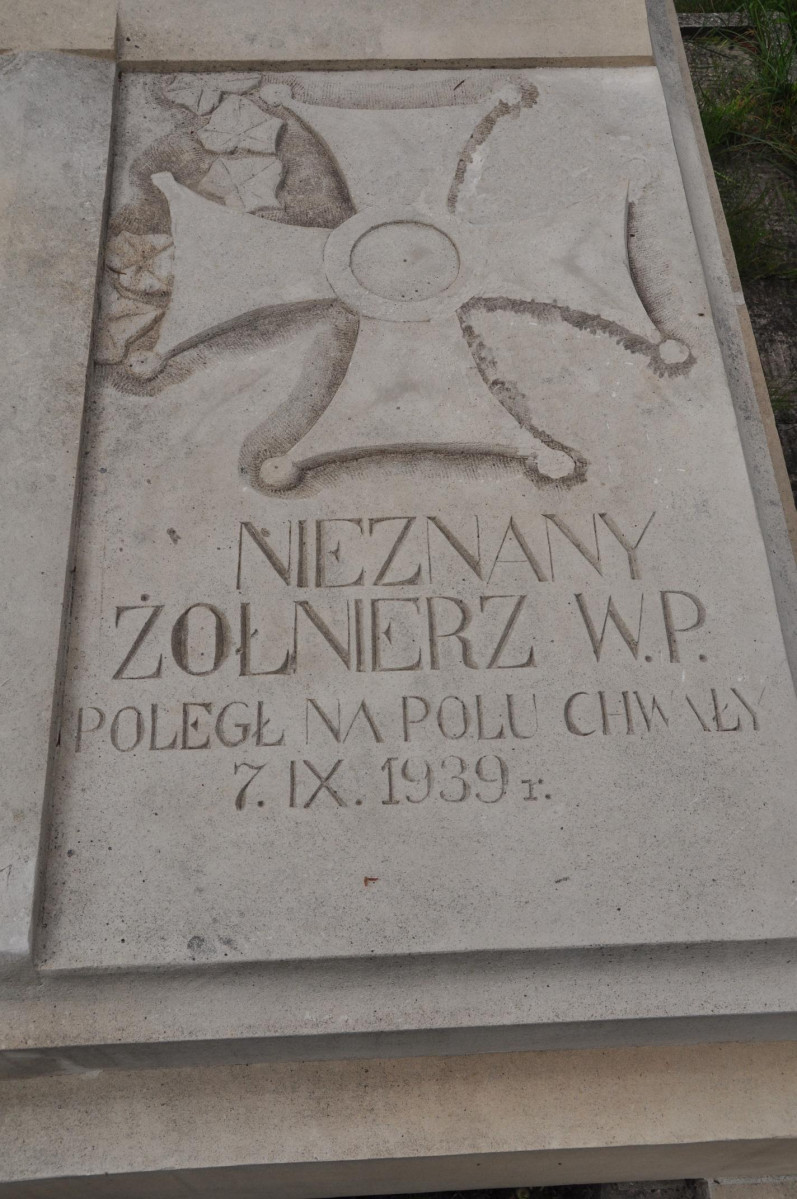 NIEZNANY
ŻOŁNIERZ W.P.
POLEGŁ NA POLU CHWAŁY
7.IX.1939 r.